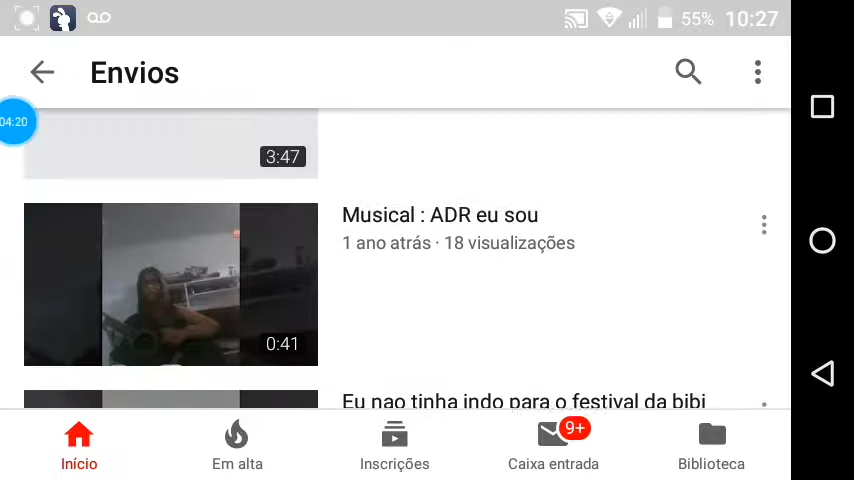 55% 10:27
Envios
04:20
3:47
Musical : ADR eu sou
1 ano atrás · 18 visualizações
0:41
Eu nao tinha indo para o festival da bibi
9+
Início Em alta Inscrições Caixa entrada Biblioteca